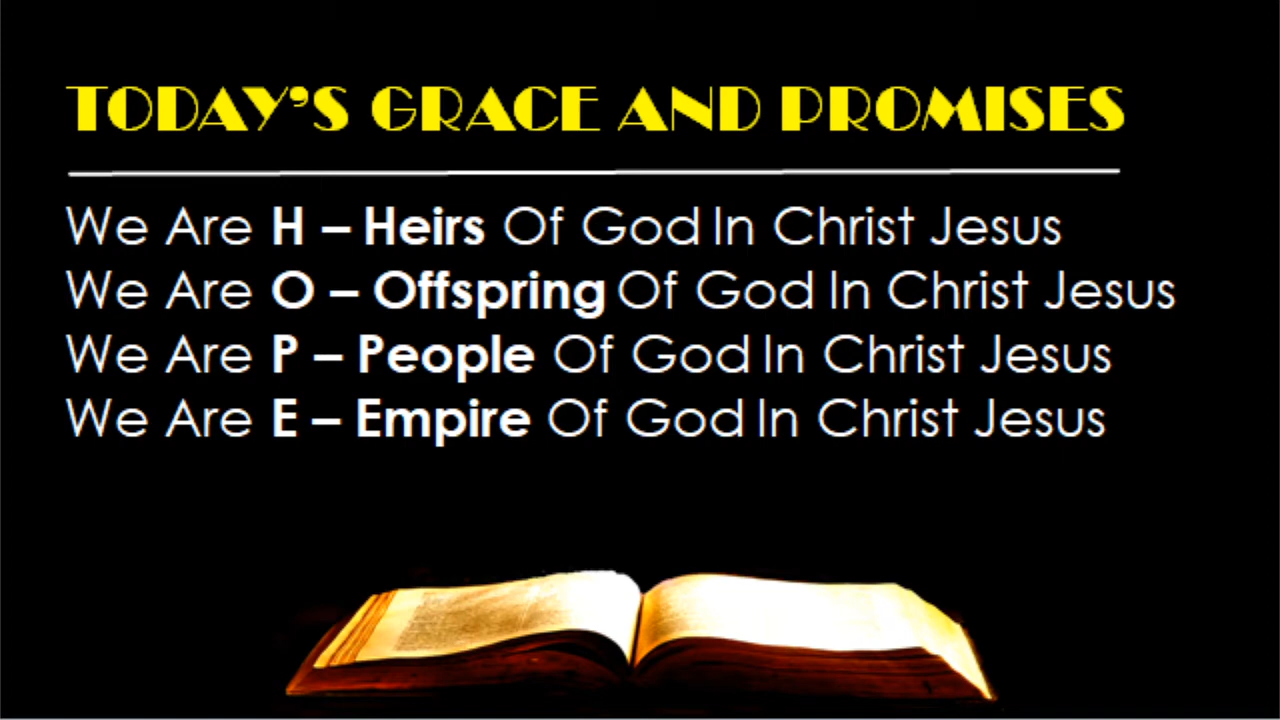 TODAY'S GRACE AND PROMISES
We Are H – Heirs Of God In Christ Jesus
We Are O – Offspring Of God In Christ Jesus
We Are P – People Of God In Christ Jesus
We Are E – Empire Of God In Christ Jesus